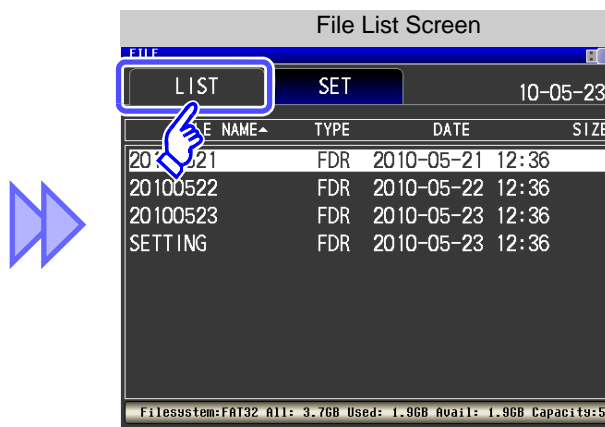 File List Screen
FILE
LIST SET 10-05-23
NAME▲ TYPE DATE SIZE
FDR 2010-05-21 12:36
20100522 FDR 2010-05-22 12:36
20100523 FDR 2010-05-23 12:36
SETTING FDR 2010-05-23 12:36
Filesystem:FAT32 All: 3.7GB Used: 1.9GB Avail: 1.9GB Capacity:5